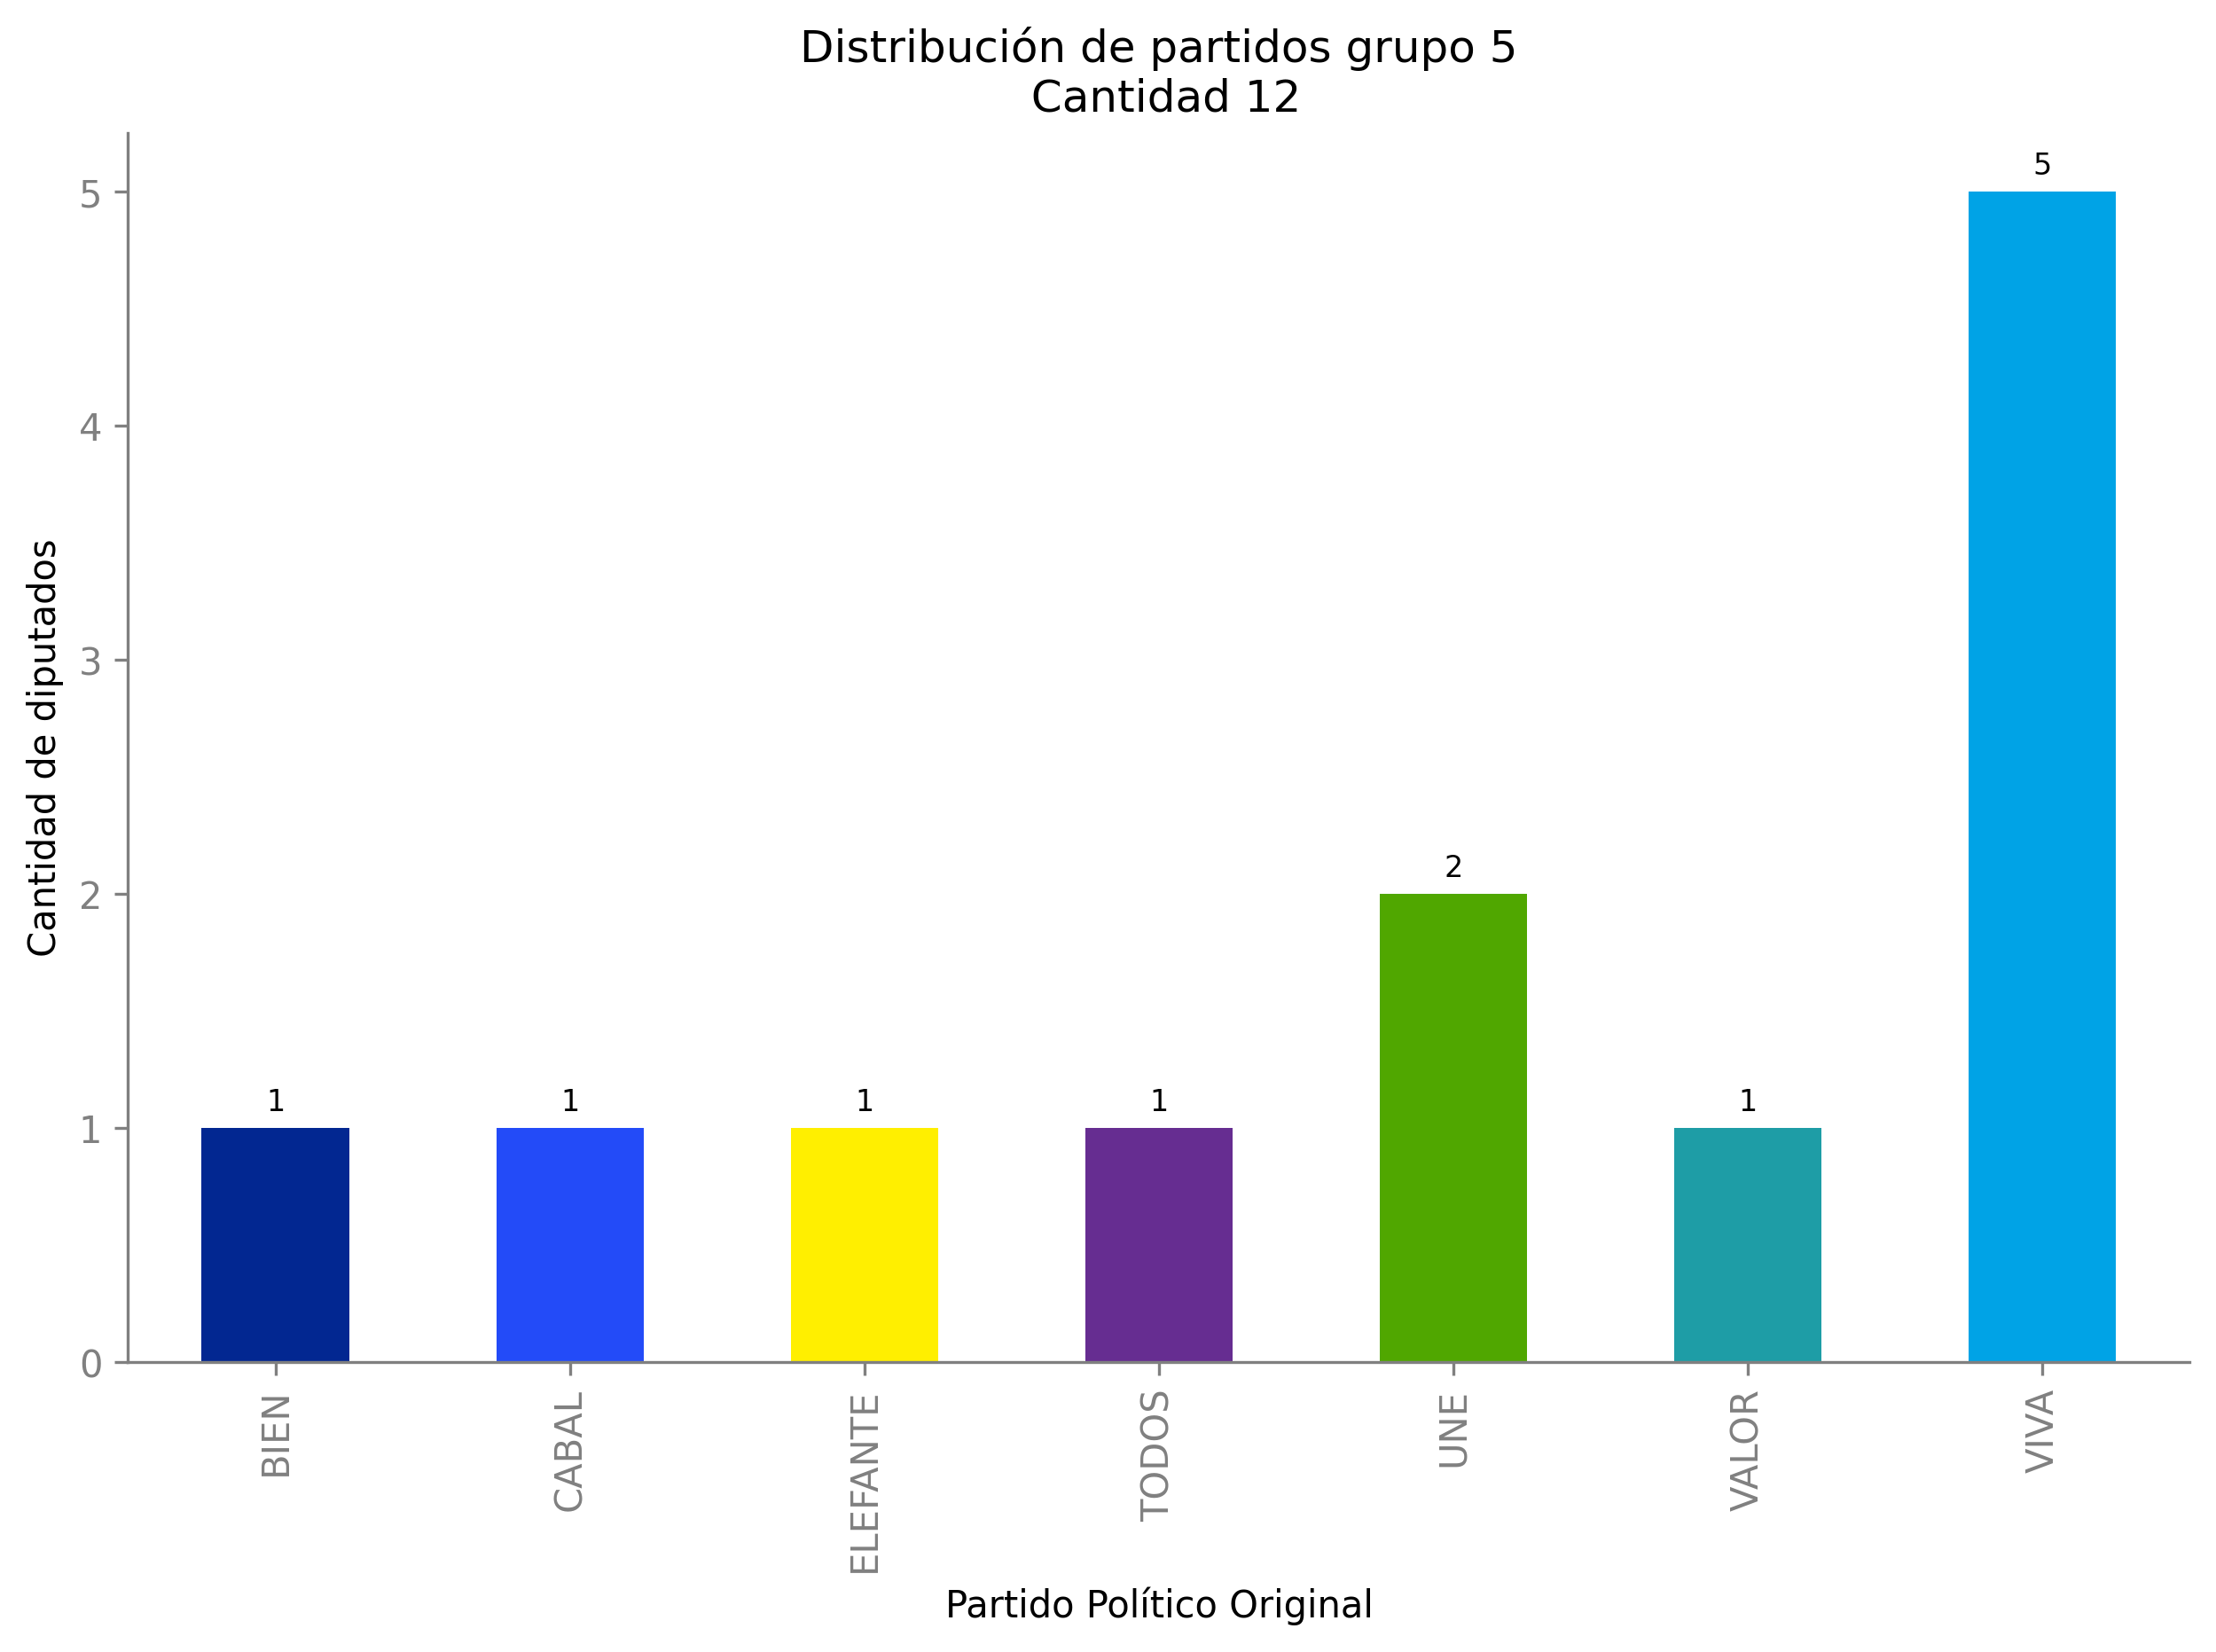 Distribución de partidos grupo 5
Cantidad 12
Cantidad de diputados
5
4
3
2
1
0
1
1
1
1
2
1
5
BIEN
CABAL
ELEFANTE
TODOS
UNE
VALOR
VIVA
Partido Político Original